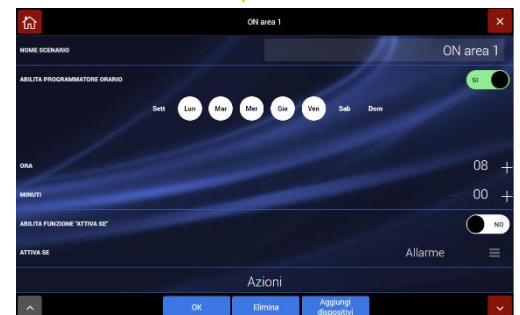 ON area 1
NOME SCENARIO ON area 1
ABILITA PROGRAMMATORE ORARIO SI
Sett Lun Mar Mer Gio Ven Sab Dom
ORA 08 +
MINUTI 00 +
ABILITA FUNZIONE "ATTIVA SE" NO
ATTIVA SE Allarme
Azioni
OK Elimina Aggiungi dispositivi